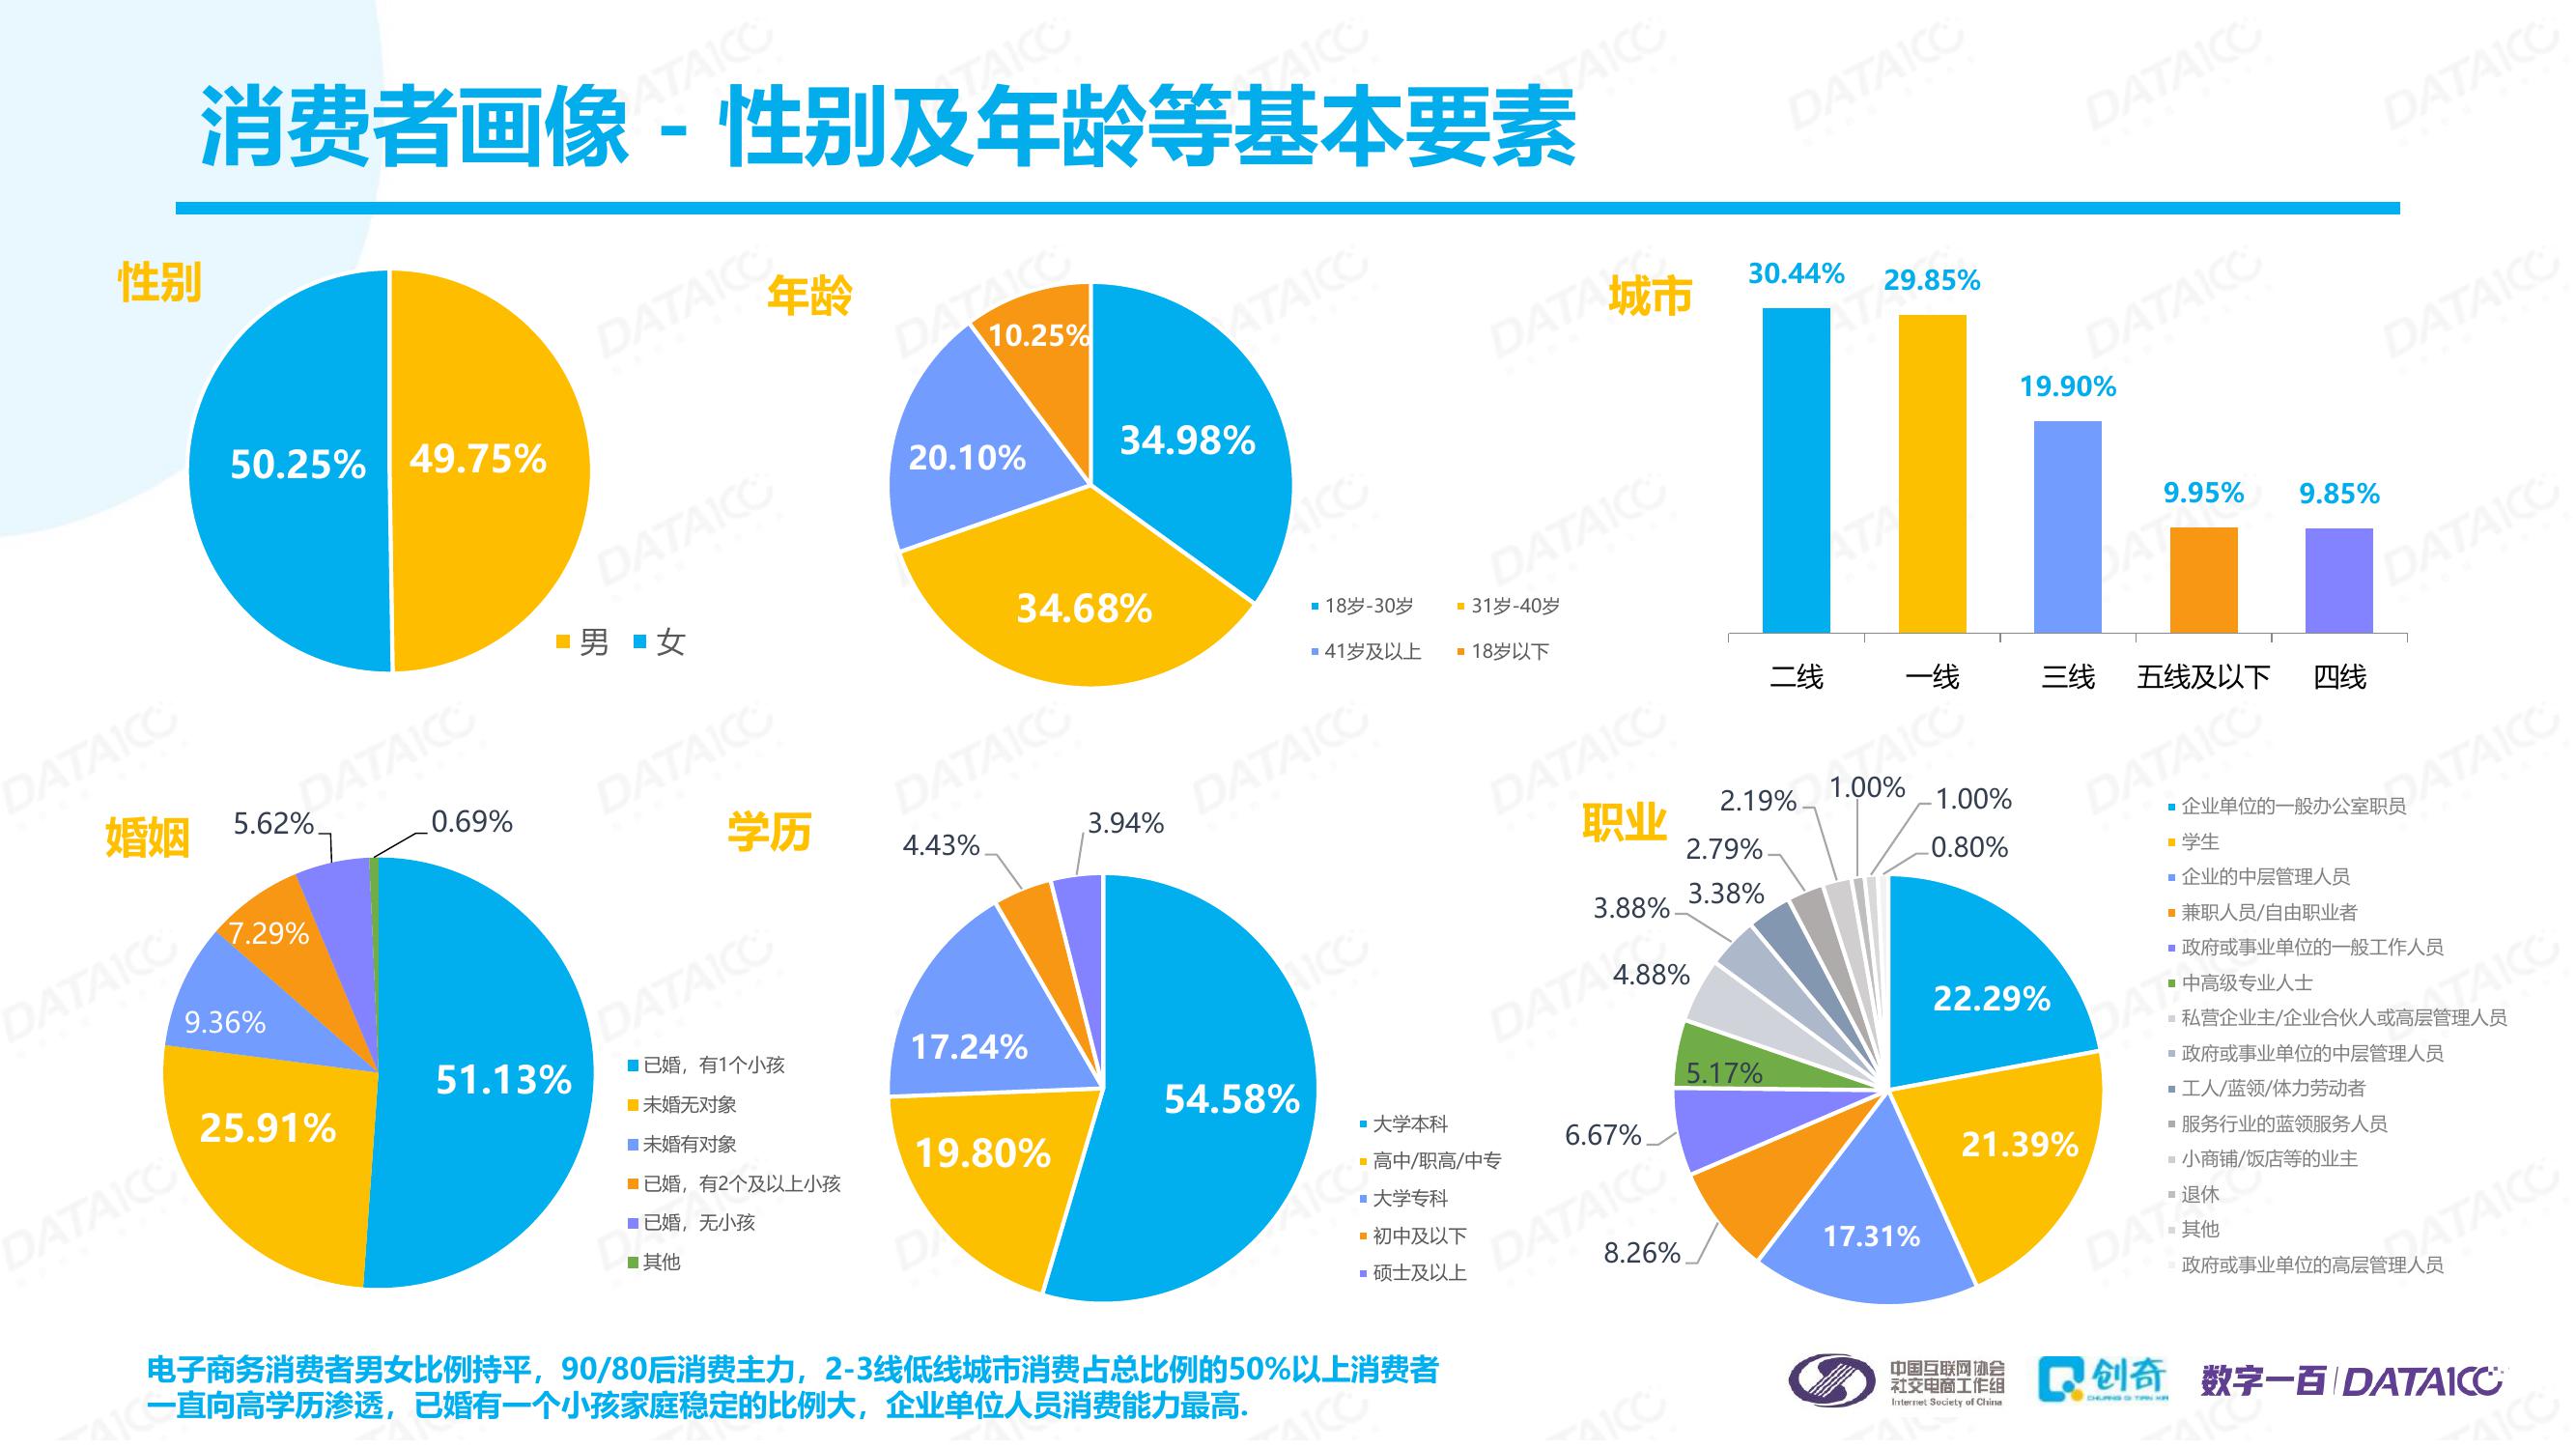 消费者画像 - 性别及年龄等基本要素
性别
50.25%
49.75%
男
女
年龄
10.25%
20.10%
34.98%
34.68%
18岁-30岁
31岁-40岁
41岁及以上
18岁以下
城市
30.44%
29.85%
19.90%
9.95%
9.85%
二线
一线
三线
五线及以下
四线
婚姻
5.62%
0.69%
7.29%
9.36%
51.13%
25.91%
已婚，有1个小孩
未婚无对象
未婚有对象
已婚，有2个及以上小孩
已婚，无小孩
其他
学历
4.43%
3.94%
17.24%
54.58%
19.80%
大学本科
高中/职高/中专
大学专科
初中及以下
硕士及以上
职业
2.19%
1.00%
1.00%
2.79%
0.80%
3.38%
3.88%
4.88%
22.29%
5.17%
6.67%
21.39%
17.31%
8.26%
企业单位的一般办公室职员
学生
企业的中层管理人员
兼职人员/自由职业者
政府或事业单位的一般工作人员
中高级专业人士
私营企业主/企业合伙人或高层管理人员
政府或事业单位的中层管理人员
工人/蓝领/体力劳动者
服务行业的蓝领服务人员
小商铺/饭店等的业主
退休
其他
政府或事业单位的高层管理人员
电子商务消费者男女比例持平，90/80后消费主力，2-3线低线城市消费占总比例的50%以上消费者
一直向高学历渗透，已婚有一个小孩家庭稳定的比例大，企业单位人员消费能力最高.
中国互联网协会
社交电商工作组
Internet Society of China
创奇
CHUANG QI TIAN XIA
数字一百 | DATA100